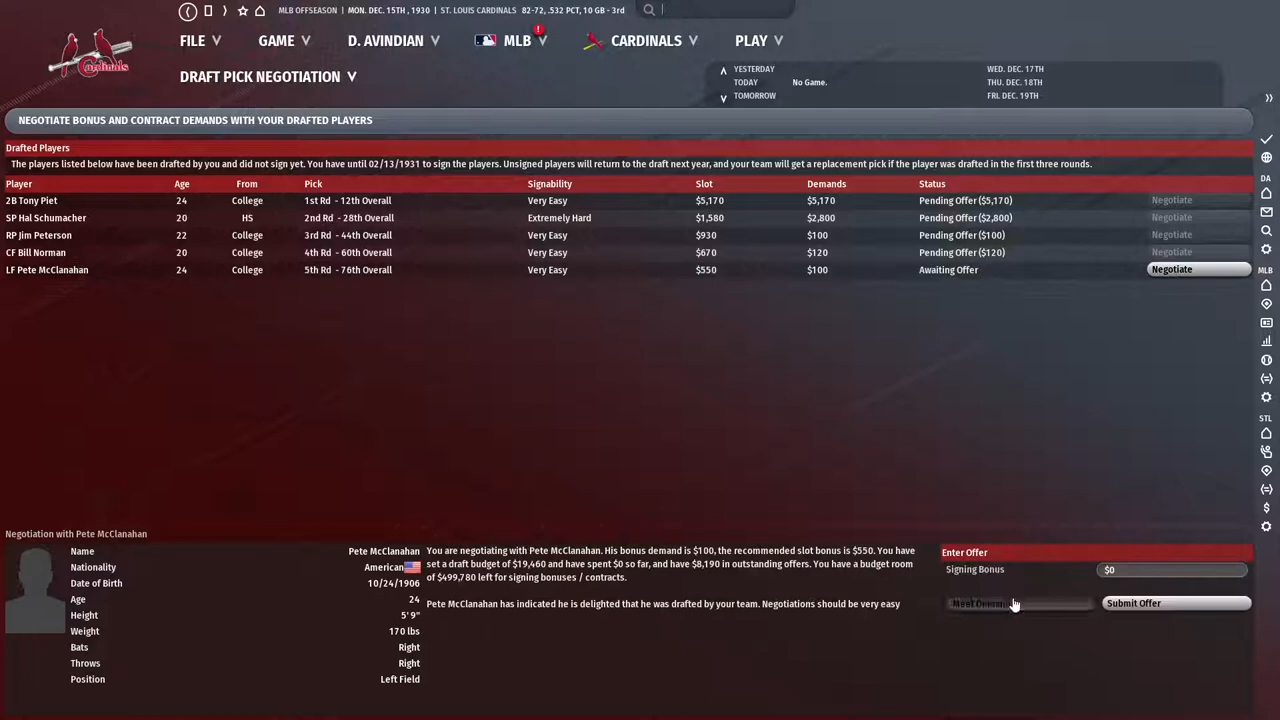 MLB OFFSEASON | MON. DEC. 15TH, 1930 | ST. LOUIS CARDINALS 82-72, .532 PCT, 10 GB - 3rd
Cardinals
FILE GAME D. AVINDIAN MLB ! CARDINALS PLAY
DRAFT PICK NEGOTIATION
YESTERDAY WED. DEC. 17TH
TODAY No Game. THU. DEC. 18TH
TOMORROW FRI. DEC. 19TH
NEGOTIATE BONUS AND CONTRACT DEMANDS WITH YOUR DRAFTED PLAYERS
Drafted Players
The players listed below have been drafted by you and did not sign yet. You have until 02/13/1931 to sign the players. Unsigned players will return to the draft next year, and your team will get a replacement pick if the player was drafted in the first three rounds.
Player Age From Pick Signability Slot Demands Status
2B Tony Piet 24 College 1st Rd - 12th Overall Very Easy $5,170 $5,170 Pending Offer ($5,170) Negotiate
SP Hal Schumacher 20 HS 2nd Rd - 28th Overall Extremely Hard $1,580 $2,800 Pending Offer ($2,800) Negotiate
RP Jim Peterson 22 College 3rd Rd - 44th Overall Very Easy $930 $100 Pending Offer ($100) Negotiate
CF Bill Norman 20 College 4th Rd - 60th Overall Very Easy $670 $120 Pending Offer ($120) Negotiate
LF Pete McClanahan 24 College 5th Rd - 76th Overall Very Easy $550 $100 Awaiting Offer Negotiate
DA
MLB
STL
Negotiation with Pete McClanahan
Name Pete McClanahan
Nationality American
Date of Birth 10/24/1906
Age 24
Height 5' 9"
Weight 170 lbs
Bats Right
Throws Right
Position Left Field
You are negotiating with Pete McClanahan. His bonus demand is $100, the recommended slot bonus is $550. You have
set a draft budget of $19,460 and have spent $0 so far, and have $8,190 in outstanding offers. You have a budget room
of $499,780 left for signing bonuses / contracts.
Pete McClanahan has indicated he is delighted that he was drafted by your team. Negotiations should be very easy
Enter Offer
Signing Bonus $0
Meet Submit Offer